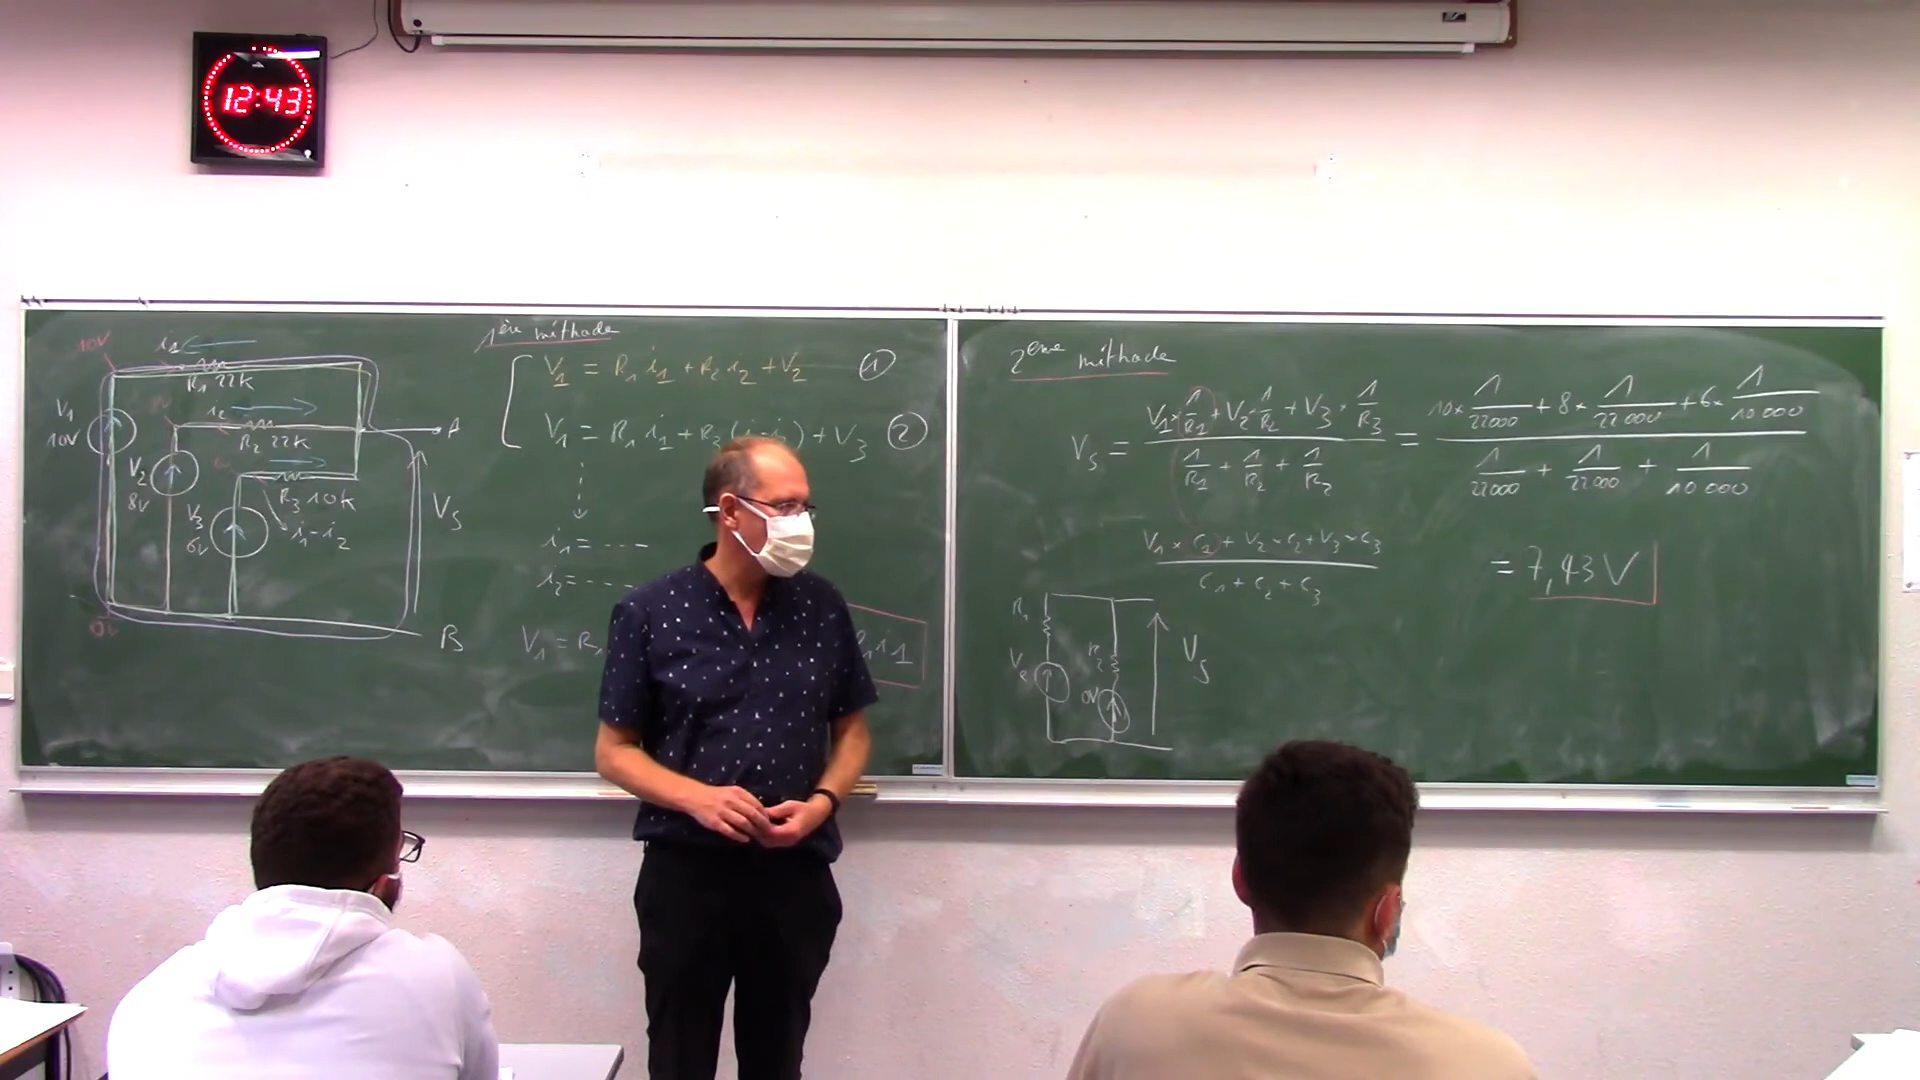 12:43
1ère méthode
V₁ = R₁ i₁ + R₂ i₂ + V₂ ①
V₁ = R₁ i₁ + R₃ (i₁-i₂) + V₃ ②
i₁ = - - - -
i₂ = - - - -
V₁ = R₁
R₁ i₁
10V
i₁
R₁ 22k
V₁
10V
i₂
R₂ 22k
A
V₂
8V
R₃ 10k
i₁-i₂
V₃
6V
VS
0V
B
2ème méthode
VS = (V₁ × 1/R₁ + V₂ · 1/R₂ + V₃ · 1/R₃) / (1/R₁ + 1/R₂ + 1/R₃) = (10 × 1/22000 + 8 × 1/22000 + 6 × 1/10 000) / (1/22000 + 1/22000 + 1/10 000)
(V₁ × G₁ + V₂ × G₂ + V₃ × G₃) / (G₁ + G₂ + G₃)
= 7,43 V
R₁
R₂
Ve
0V
VS